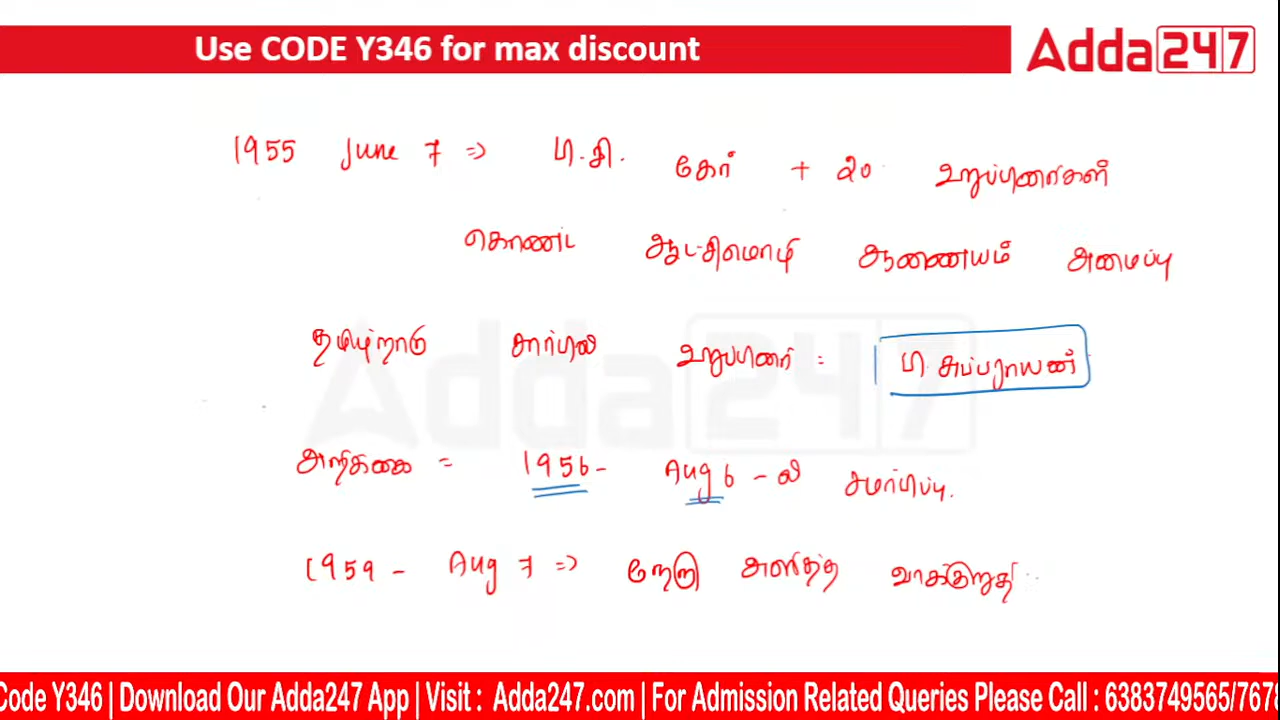 Use CODE Y346 for max discount
Adda247
1955 June 7 => பி.சி. கேர் + 20 உறுப்பினர்கள்
கொண்ட ஆட்சிமொழி ஆணையம் அமைப்பு
தமிழ்நாடு சார்பில் உறுப்பினர் = பி. சுப்பராயன்
அறிக்கை = 1956 - Aug 6 - ல் சமர்பிப்பு.
1959 - Aug 7 => நேரு அளித்த வாக்குறுதி
Code Y346 | Download Our Adda247 App | Visit : Adda247.com | For Admission Related Queries Please Call : 6383749565/7678